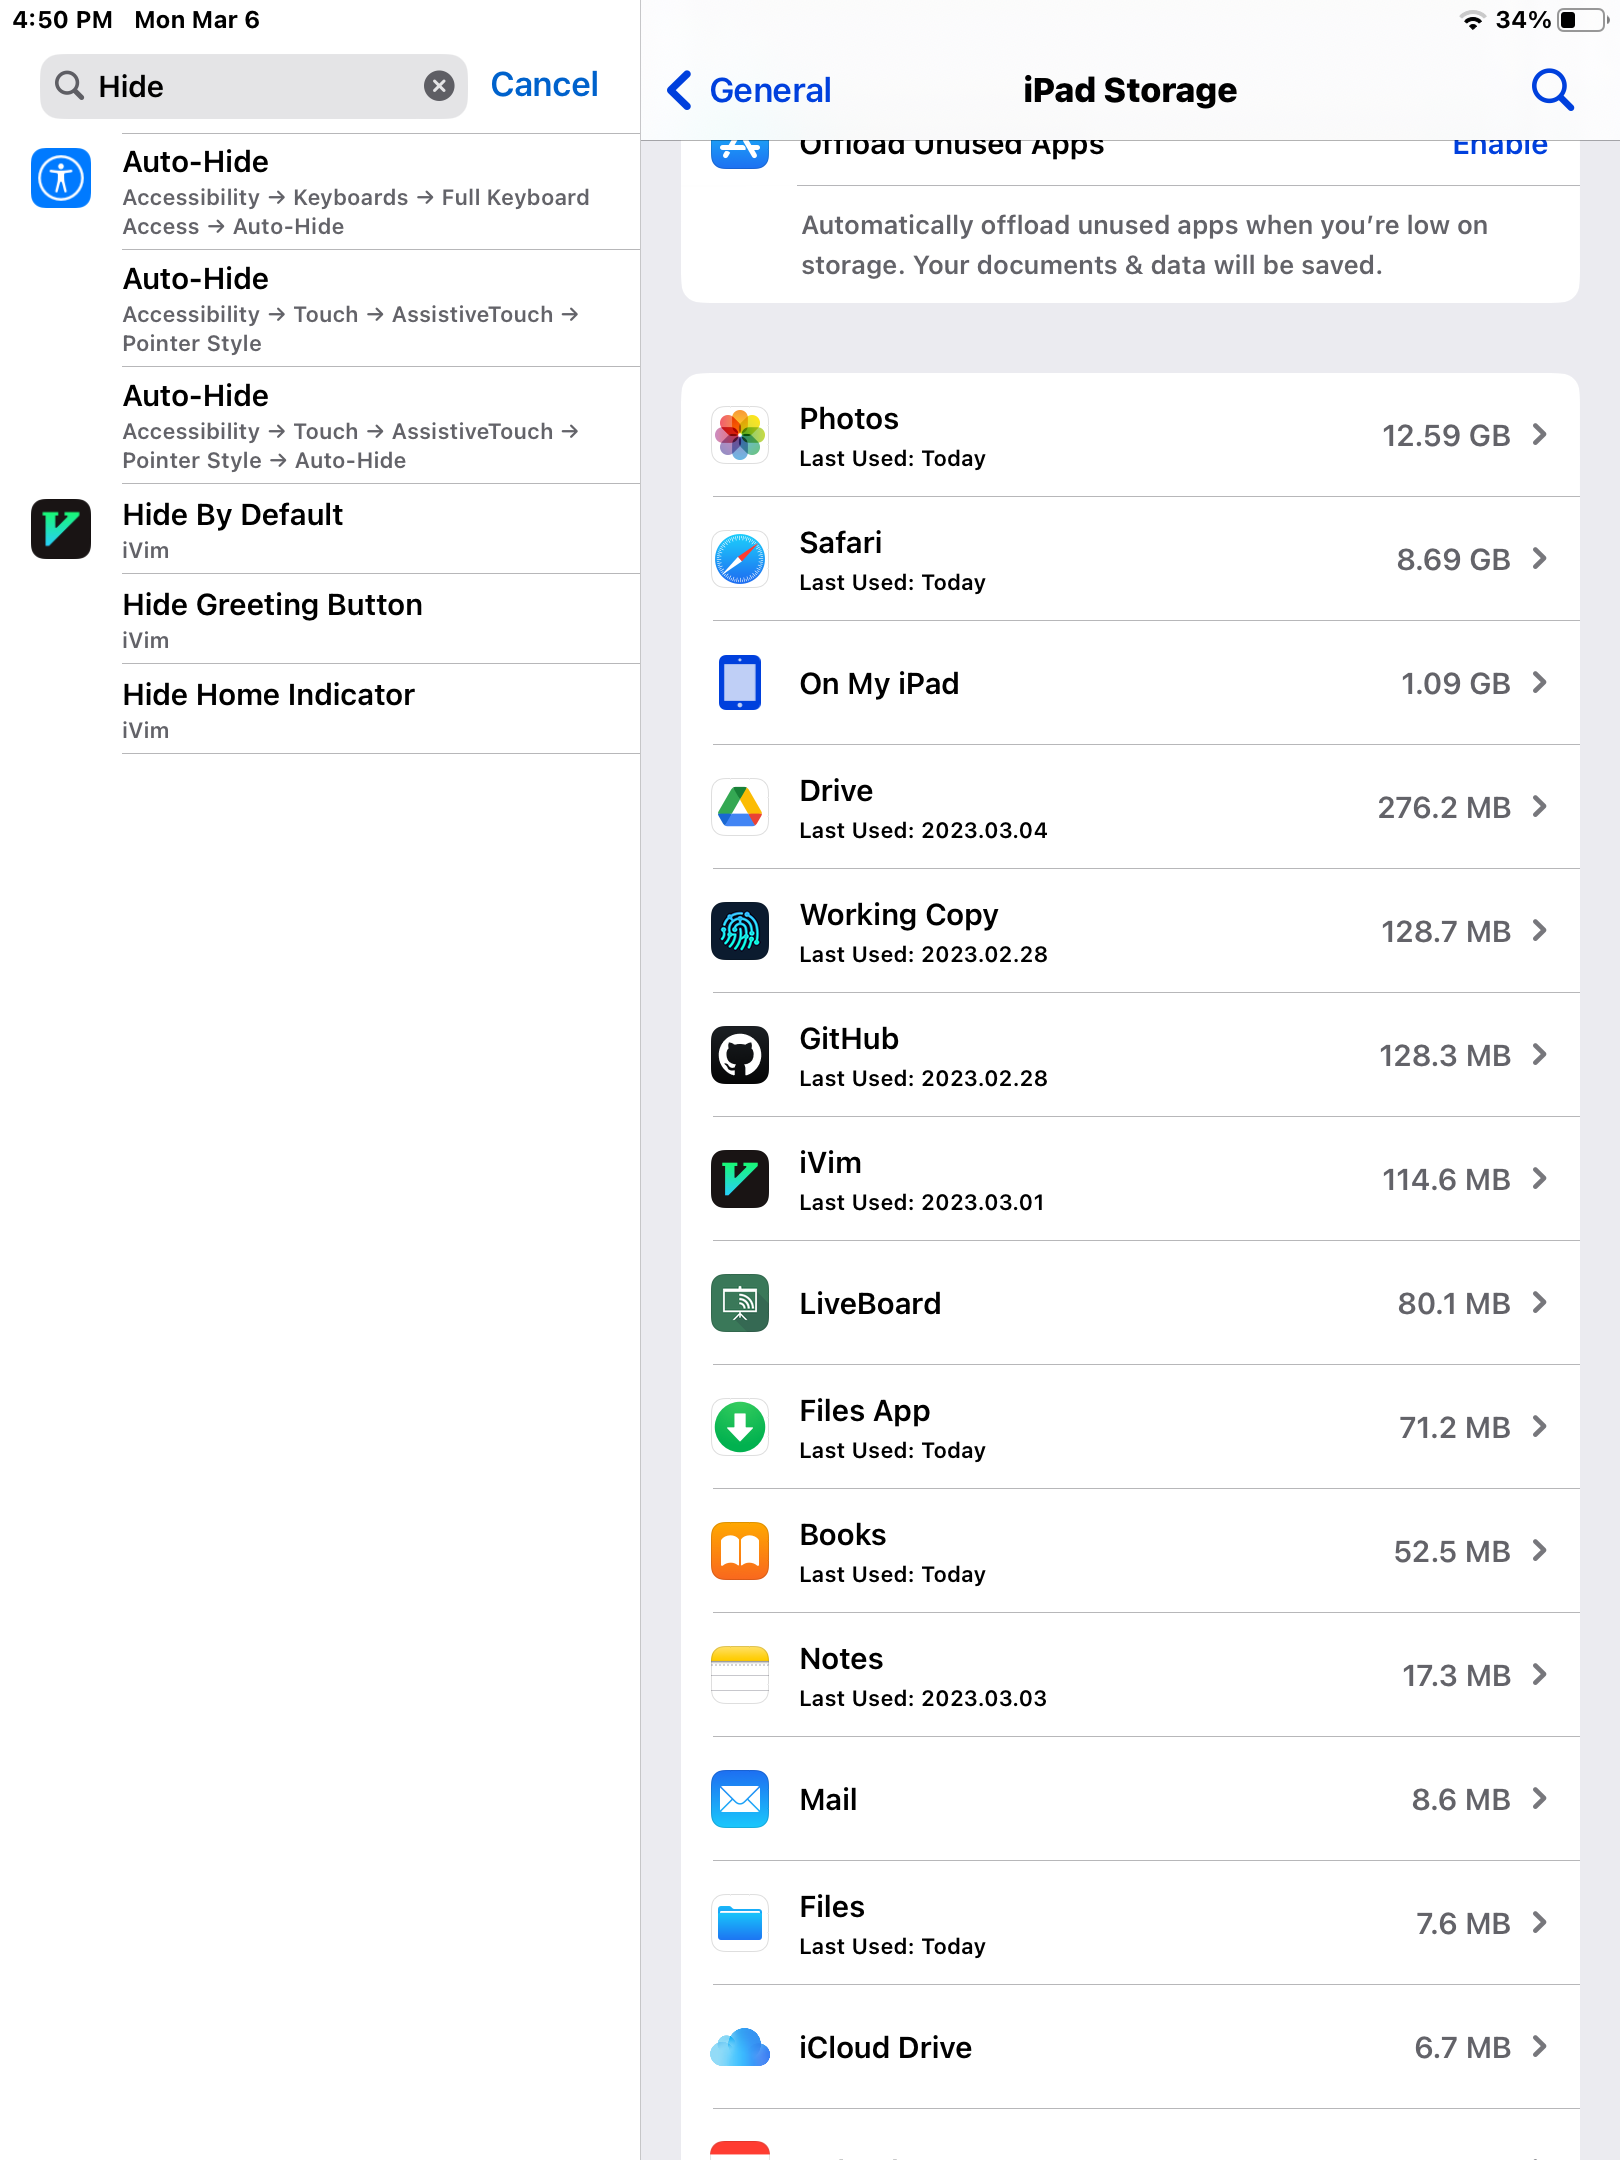 4:50 PM Mon Mar 6
34%
Hide
Cancel
Auto-Hide
Accessibility → Keyboards → Full Keyboard
Access → Auto-Hide
Auto-Hide
Accessibility → Touch → AssistiveTouch →
Pointer Style
Auto-Hide
Accessibility → Touch → AssistiveTouch →
Pointer Style → Auto-Hide
Hide By Default
iVim
Hide Greeting Button
iVim
Hide Home Indicator
iVim
General
iPad Storage
Offload Unused Apps
Enable
Automatically offload unused apps when you’re low on
storage. Your documents & data will be saved.
Photos
Last Used: Today
12.59 GB
Safari
Last Used: Today
8.69 GB
On My iPad
1.09 GB
Drive
Last Used: 2023.03.04
276.2 MB
Working Copy
Last Used: 2023.02.28
128.7 MB
GitHub
Last Used: 2023.02.28
128.3 MB
iVim
Last Used: 2023.03.01
114.6 MB
LiveBoard
80.1 MB
Files App
Last Used: Today
71.2 MB
Books
Last Used: Today
52.5 MB
Notes
Last Used: 2023.03.03
17.3 MB
Mail
8.6 MB
Files
Last Used: Today
7.6 MB
iCloud Drive
6.7 MB